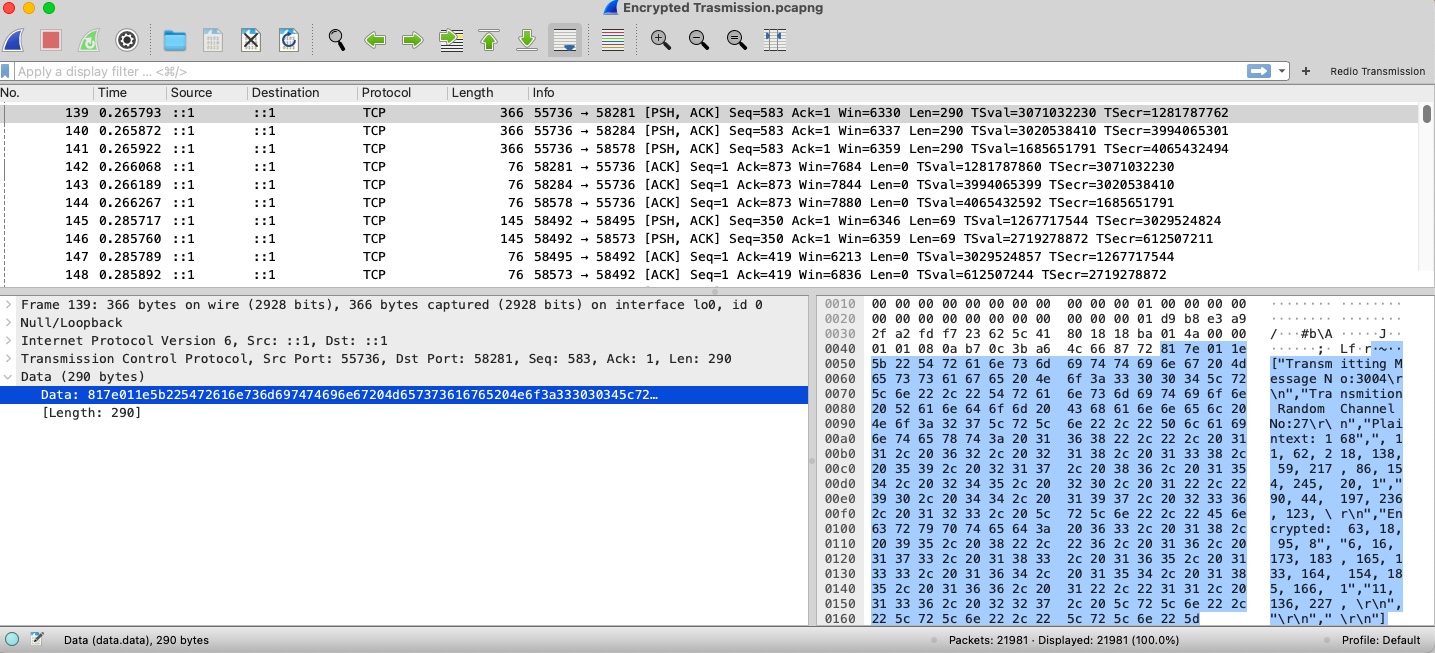 Encrypted Trasmission.pcapng
Apply a display filter … <⌘/>
+ Redio Transmission
No. Time Source Destination Protocol Length Info
139 0.265793 ::1 ::1 TCP 366 55736 → 58281 [PSH, ACK] Seq=583 Ack=1 Win=6330 Len=290 TSval=3071032230 TSecr=1281787762
140 0.265872 ::1 ::1 TCP 366 55736 → 58284 [PSH, ACK] Seq=583 Ack=1 Win=6337 Len=290 TSval=3020538410 TSecr=3994065301
141 0.265922 ::1 ::1 TCP 366 55736 → 58578 [PSH, ACK] Seq=583 Ack=1 Win=6359 Len=290 TSval=1685651791 TSecr=4065432494
142 0.266068 ::1 ::1 TCP 76 58281 → 55736 [ACK] Seq=1 Ack=873 Win=7684 Len=0 TSval=1281787860 TSecr=3071032230
143 0.266189 ::1 ::1 TCP 76 58284 → 55736 [ACK] Seq=1 Ack=873 Win=7844 Len=0 TSval=3994065399 TSecr=3020538410
144 0.266267 ::1 ::1 TCP 76 58578 → 55736 [ACK] Seq=1 Ack=873 Win=7880 Len=0 TSval=4065432592 TSecr=1685651791
145 0.285717 ::1 ::1 TCP 145 58492 → 58495 [PSH, ACK] Seq=350 Ack=1 Win=6346 Len=69 TSval=1267717544 TSecr=3029524824
146 0.285760 ::1 ::1 TCP 145 58492 → 58573 [PSH, ACK] Seq=350 Ack=1 Win=6359 Len=69 TSval=2719278872 TSecr=612507211
147 0.285789 ::1 ::1 TCP 76 58495 → 58492 [ACK] Seq=1 Ack=419 Win=6213 Len=0 TSval=3029524857 TSecr=1267717544
148 0.285892 ::1 ::1 TCP 76 58573 → 58492 [ACK] Seq=1 Ack=419 Win=6836 Len=0 TSval=612507244 TSecr=2719278872
Frame 139: 366 bytes on wire (2928 bits), 366 bytes captured (2928 bits) on interface lo0, id 0
Null/Loopback
Internet Protocol Version 6, Src: ::1, Dst: ::1
Transmission Control Protocol, Src Port: 55736, Dst Port: 58281, Seq: 583, Ack: 1, Len: 290
Data (290 bytes)
Data: 817e011e5b225472616e736d697474696e67204d657373616765204e6f3a333030345c72…
[Length: 290]
0010 00 00 00 00 00 00 00 00 00 00 00 01 00 00 00 00 ········ ········
0020 00 00 00 00 00 00 00 00 00 00 00 01 d9 b8 e3 a9 ········ ········
0030 2f a2 fd f7 23 62 5c 41 80 18 18 ba 01 4a 00 00 /···#b\A ·····J··
0040 01 01 08 0a b7 0c 3b a6 4c 66 87 72 81 7e 01 1e ······;· Lf·r·~··
0050 5b 22 54 72 61 6e 73 6d 69 74 74 69 6e 67 20 4d ["Transm itting M
0060 65 73 73 61 67 65 20 4e 6f 3a 33 30 30 34 5c 72 essage N o:3004\r
0070 5c 6e 22 2c 22 54 72 61 6e 73 6d 69 74 69 6f 6e \n","Tra nsmition
0080 20 52 61 6e 64 6f 6d 20 43 68 61 6e 6e 65 6c 20 Random Channel
0090 4e 6f 3a 32 37 5c 72 5c 6e 22 2c 22 50 6c 61 69 No:27\r\ n","Plai
00a0 6e 74 65 78 74 3a 20 31 36 38 22 2c 22 2c 20 31 ntext: 1 68",", 1
00b0 31 2c 20 36 32 2c 20 32 31 38 2c 20 31 33 38 2c 1, 62, 2 18, 138,
00c0 20 35 39 2c 20 32 31 37 2c 20 38 36 2c 20 31 35 59, 217 , 86, 15
00d0 34 2c 20 32 34 35 2c 20 32 30 2c 20 31 22 2c 22 4, 245, 20, 1","
00e0 39 30 2c 20 34 34 2c 20 31 39 37 2c 20 32 33 36 90, 44, 197, 236
00f0 2c 20 31 32 33 2c 20 5c 72 5c 6e 22 2c 22 45 6e , 123, \ r\n","En
0100 63 72 79 70 74 65 64 3a 20 36 33 2c 20 31 38 2c crypted: 63, 18,
0110 20 39 35 2c 20 38 22 2c 22 36 2c 20 31 36 2c 20 95, 8", "6, 16,
0120 31 37 33 2c 20 31 38 33 2c 20 31 36 35 2c 20 31 173, 183 , 165, 1
0130 33 33 2c 20 31 36 34 2c 20 31 35 34 2c 20 31 38 33, 164, 154, 18
0140 35 2c 20 31 36 36 2c 20 31 22 2c 22 31 31 2c 20 5, 166, 1","11,
0150 31 33 36 2c 20 32 32 37 2c 20 5c 72 5c 6e 22 2c 136, 227 , \r\n",
0160 22 5c 72 5c 6e 22 2c 22 5c 72 5c 6e 22 5d "\r\n"," \r\n"]
Data (data.data), 290 bytes Packets: 21981 · Displayed: 21981 (100.0%) Profile: Default